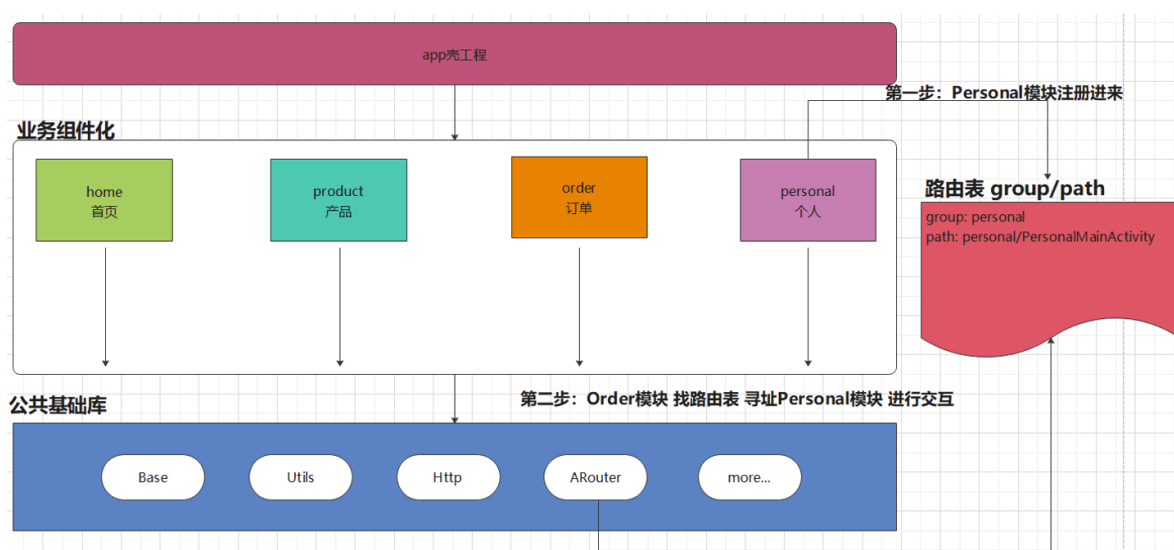 app壳工程
第一步：Personal模块注册进来
业务组件化
home
首页
product
产品
order
订单
personal
个人
路由表 group/path
group: personal
path: personal/PersonalMainActivity
第二步：Order模块 找路由表 寻址Personal模块 进行交互
公共基础库
Base
Utils
Http
ARouter
more...